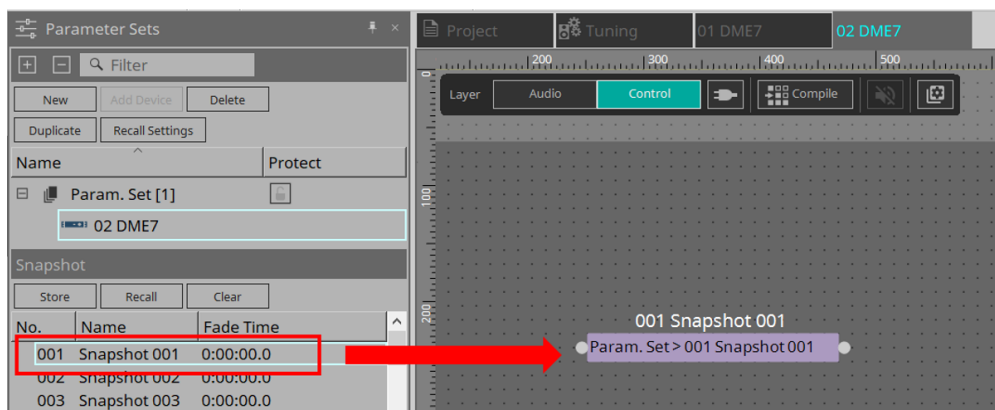 Parameter Sets
Filter
New Add Device Delete
Duplicate Recall Settings
Name Protect
Param. Set [1]
02 DME7
Snapshot
Store Recall Clear
No. Name Fade Time
001 Snapshot 001 0:00:00.0
002 Snapshot 002 0:00:00.0
003 Snapshot 003 0:00:00.0
Project Tuning 01 DME7 02 DME7
200 300 400 500
Layer Audio Control Compile
0
100
200
001 Snapshot 001
Param. Set > 001 Snapshot 001